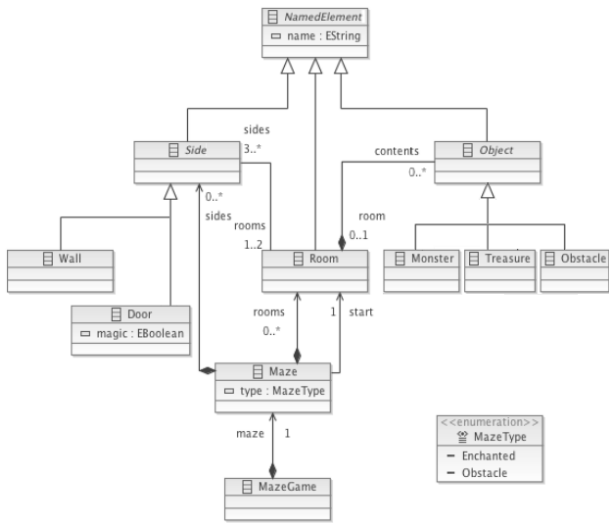 NamedElement
name : EString
sides
contents
Side
3..*
0..*
Object
0..*
sides
rooms
room
1..2
0..1
Wall
Room
Monster
Treasure
Obstacle
Door
rooms
1
start
magic : EBoolean
0..*
Maze
type : MazeType
maze
1
<<enumeration>>
MazeType
Enchanted
Obstacle
MazeGame